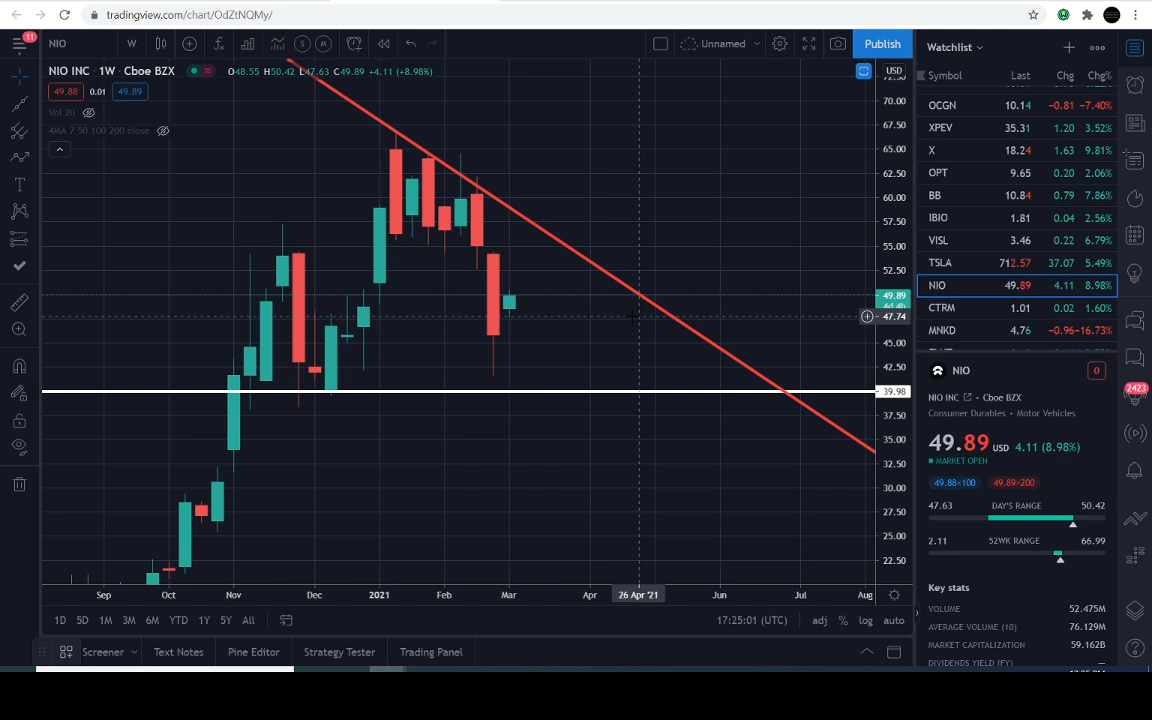 tradingview.com/chart/OdZtNQMy/
11
NIO
W
S
M
Unnamed
Publish
Watchlist
NIO INC · 1W · Cboe BZX
O48.55 H50.42 L47.63 C49.89 +4.11 (+8.98%)
49.88
0.01
49.89
Vol 20
4MA 7 50 100 200 close
USD
70.00
67.50
65.00
62.50
60.00
57.50
55.00
52.50
49.89
47.74
45.00
42.50
39.98
37.50
35.00
32.50
30.00
27.50
25.00
22.50
Sep
Oct
Nov
Dec
2021
Feb
Mar
Apr
26 Apr '21
Jun
Jul
Aug
1D
5D
1M
3M
6M
YTD
1Y
5Y
All
17:25:01 (UTC)
adj
%
log
auto
Screener
Text Notes
Pine Editor
Strategy Tester
Trading Panel
Symbol Last Chg Chg%
OCGN 10.14 −0.81 −7.40%
XPEV 35.31 1.20 3.52%
X 18.24 1.63 9.81%
OPT 9.65 0.20 2.06%
BB 10.84 0.79 7.86%
IBIO 1.81 0.04 2.56%
VISL 3.46 0.22 6.79%
TSLA 712.57 37.07 5.49%
NIO 49.89 4.11 8.98%
CTRM 1.01 0.02 1.60%
MNKD 4.76 −0.96 −16.73%
NIO
0
NIO INC · Cboe BZX
Consumer Durables · Motor Vehicles
49.89 USD 4.11 (8.98%)
MARKET OPEN
49.88×100
49.89×200
47.63 DAY'S RANGE 50.42
2.11 52WK RANGE 66.99
Key stats
VOLUME 52.475M
AVERAGE VOLUME (10) 76.129M
MARKET CAPITALIZATION 59.162B
DIVIDENDS YIELD (FY) —
2423